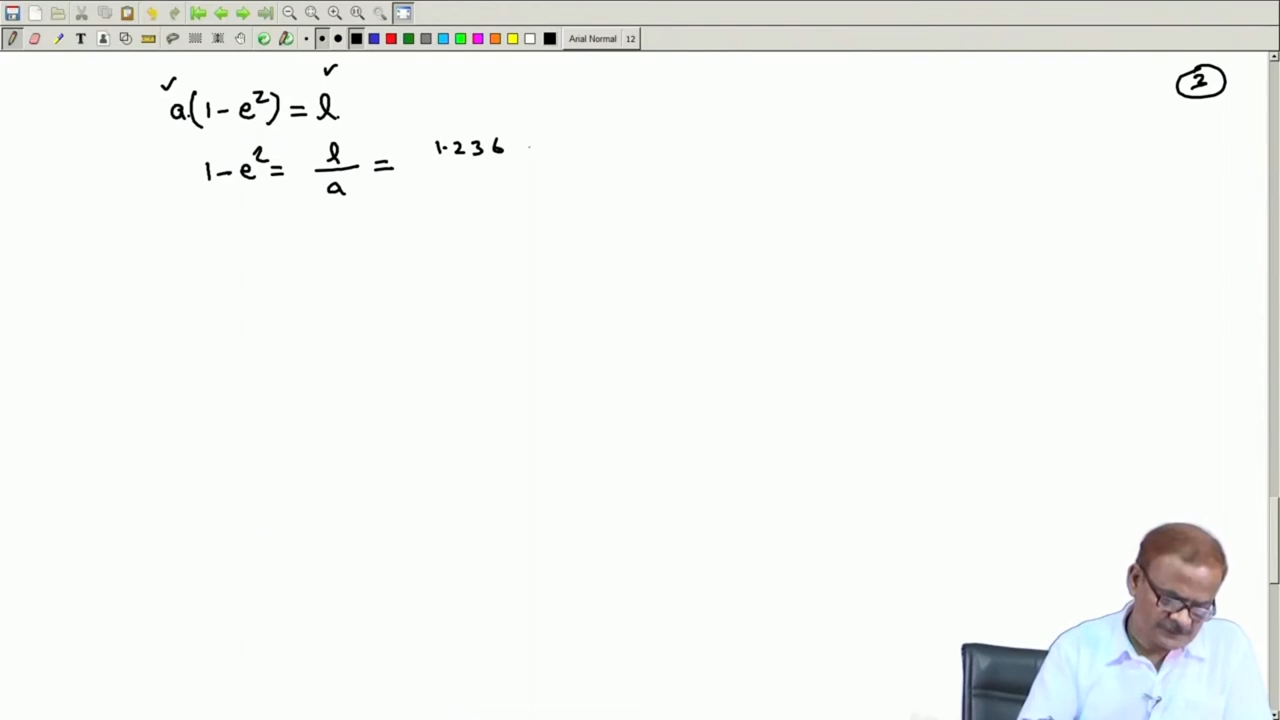 Arial Normal 12
2
a(1-e²) = l
1-e² = l/a = 1.236